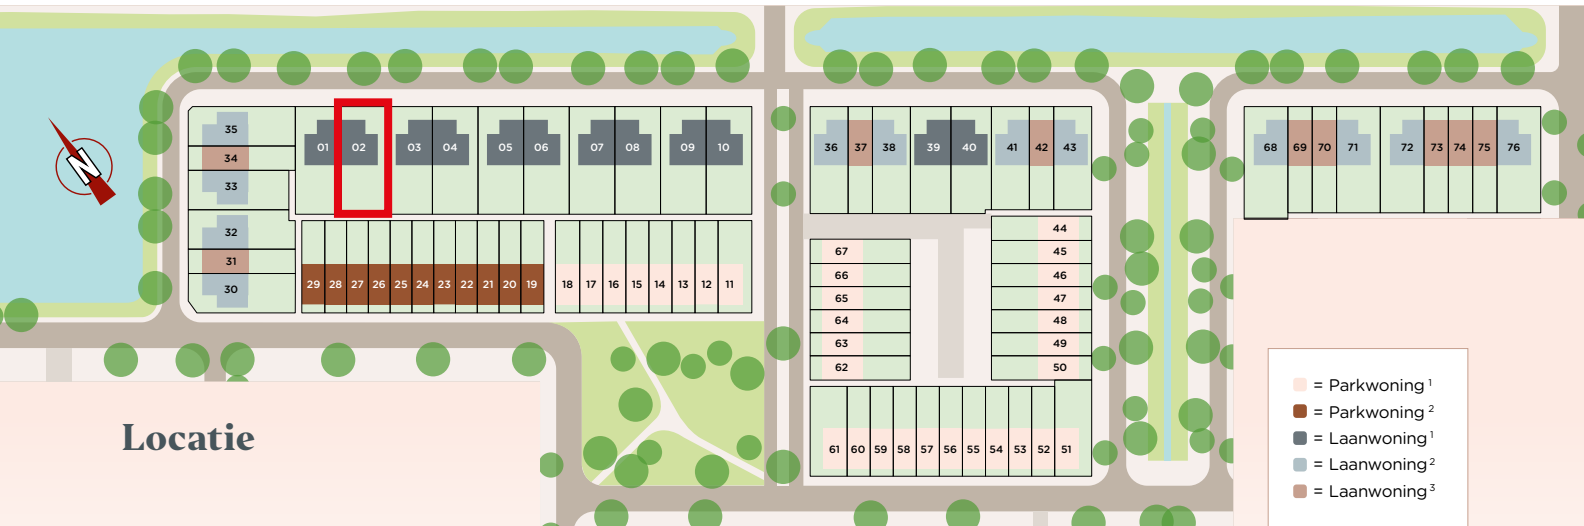 35
34
33
32
31
30
01 02 03 04 05 06 07 08 09 10
29 28 27 26 25 24 23 22 21 20 19
18 17 16 15 14 13 12 11
36 37 38 39 40 41 42 43
44
45
46
47
48
49
50
67
66
65
64
63
62
61 60 59 58 57 56 55 54 53 52 51
68 69 70 71 72 73 74 75 76
N
Locatie
= Parkwoning 1
= Parkwoning 2
= Laanwoning 1
= Laanwoning 2
= Laanwoning 3